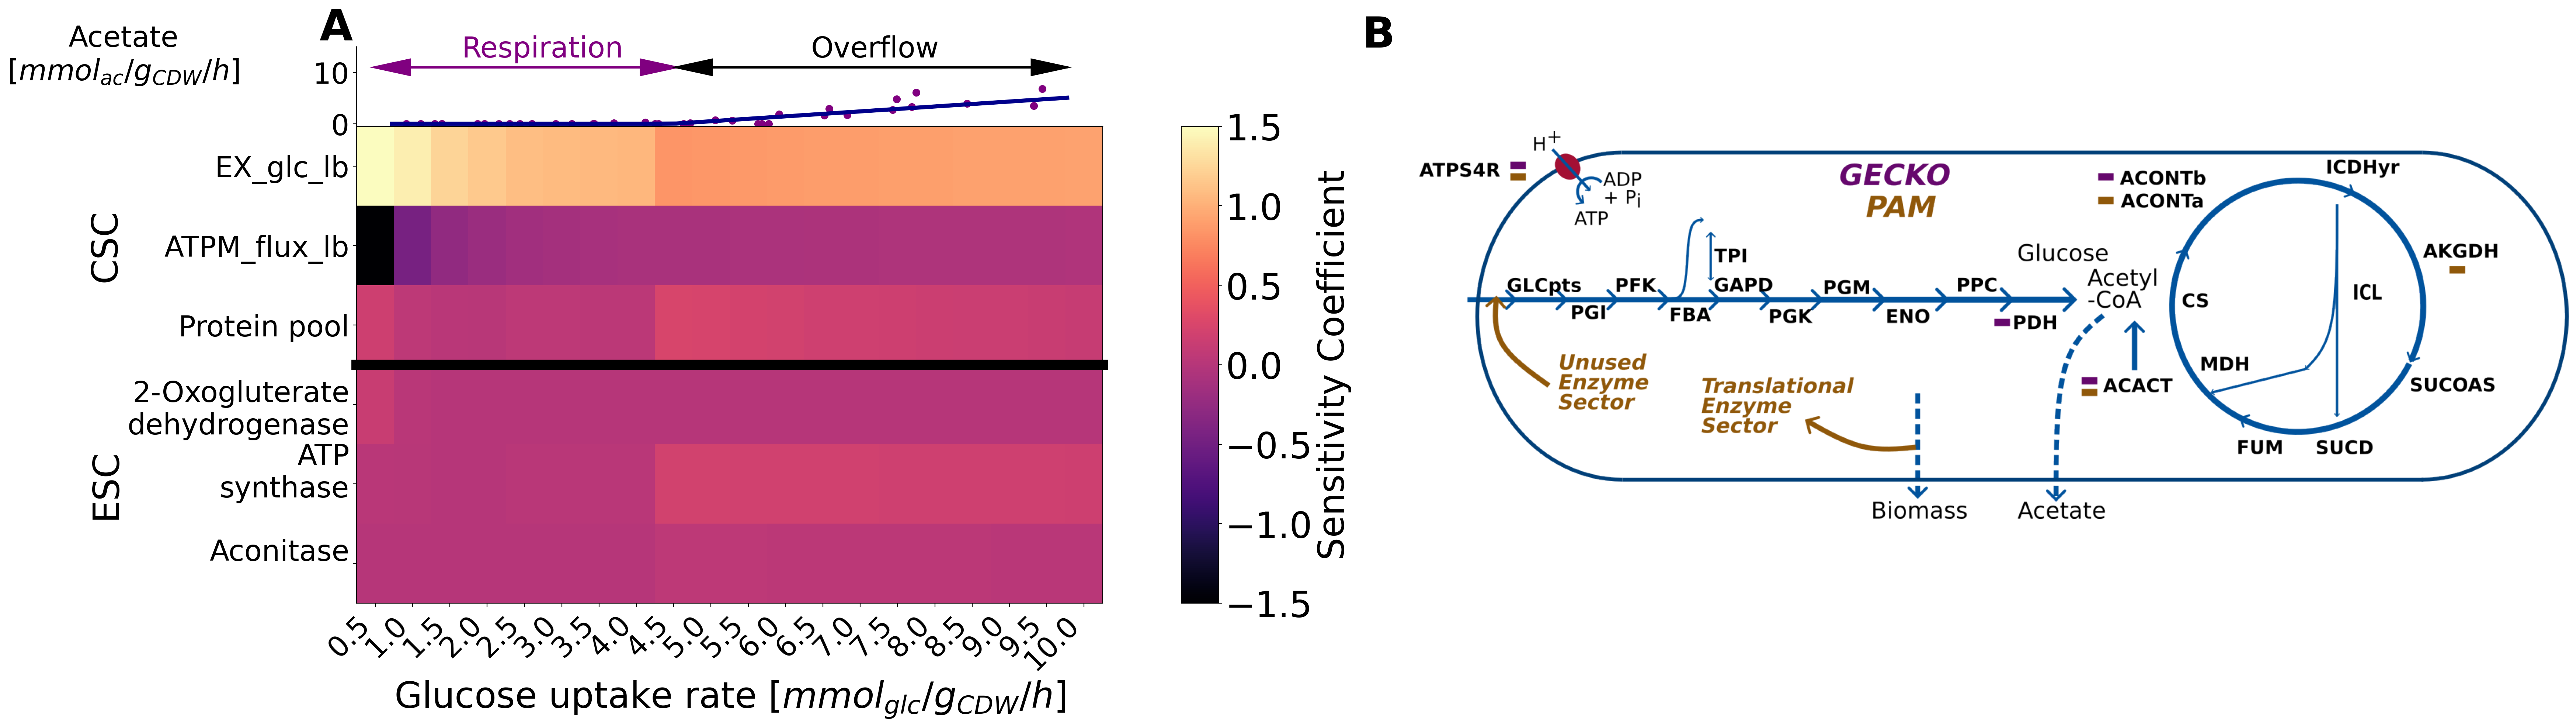 A
Acetate
[mmol_ac/g_CDW/h]
Respiration
Overflow
10
0
CSC
EX_glc_lb
ATPM_flux_lb
Protein pool
ESC
2-Oxogluterate
dehydrogenase
ATP
synthase
Aconitase
0.5 1.0 1.5 2.0 2.5 3.0 3.5 4.0 4.5 5.0 5.5 6.0 6.5 7.0 7.5 8.0 8.5 9.0 9.5 10.0
Glucose uptake rate [mmol_glc/g_CDW/h]
1.5
1.0
0.5
0.0
−0.5
−1.0
−1.5
Sensitivity Coefficient
B
H+
ATPS4R
ADP
+ Pi
ATP
GECKO
PAM
ACONTb
ACONTa
ICDHyr
TPI
Glucose
AKGDH
Acetyl
-CoA
GLCpts
PFK
GAPD
PGM
PPC
CS
ICL
PGI
FBA
PGK
ENO
PDH
Unused
Enzyme
Sector
Translational
Enzyme
Sector
MDH
ACACT
SUCOAS
FUM
SUCD
Biomass
Acetate